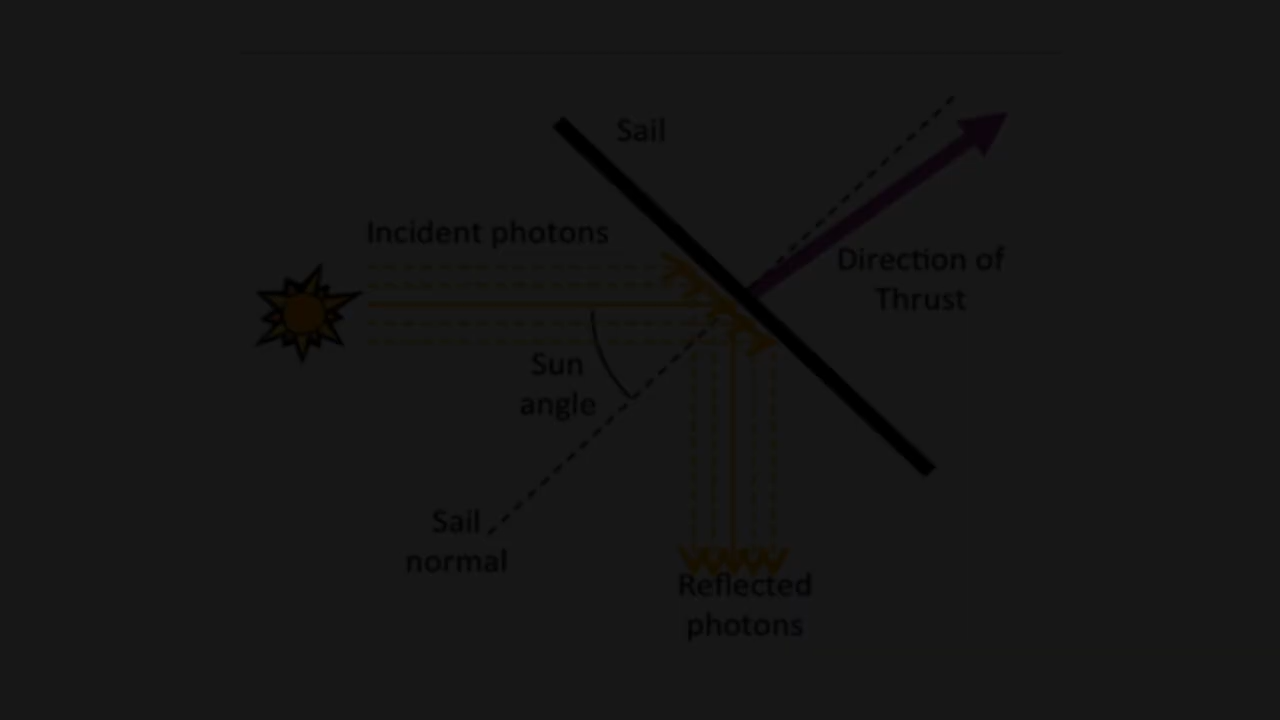 Sail
Incident photons
Direction of
Thrust
Sun
angle
Sail
normal
Reflected
photons